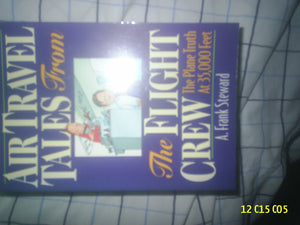 AIR TRAVEL
TALES From
The FLIGHT
CREW
The Plane Truth
At 35,000 Feet
A. Frank Steward
12 C15 C05